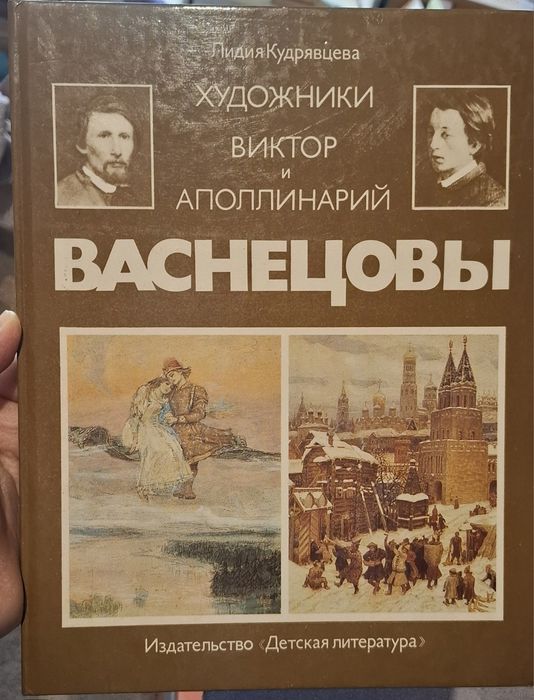 Лидия Кудрявцева
ХУДОЖНИКИ
ВИКТОР
и
АПОЛЛИНАРИЙ
ВАСНЕЦОВЫ
Издательство «Детская литература»